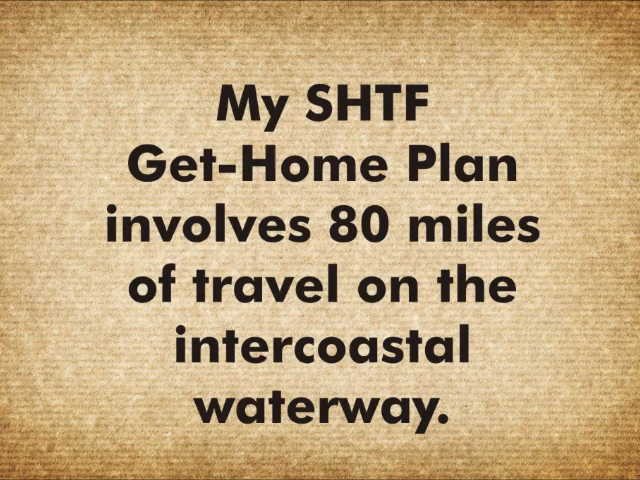 My SHTF
Get-Home Plan
involves 80 miles
of travel on the
intercoastal
waterway.